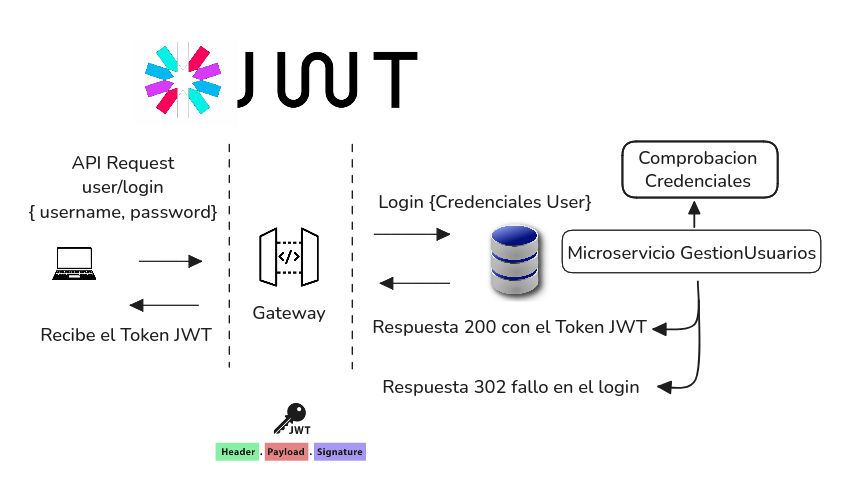 JWT
API Request
user/login
{ username, password}
Recibe el Token JWT
</>
Gateway
Login {Credenciales User}
Comprobacion
Credenciales
Microservicio GestionUsuarios
Respuesta 200 con el Token JWT
Respuesta 302 fallo en el login
JWT
Header . Payload . Signature